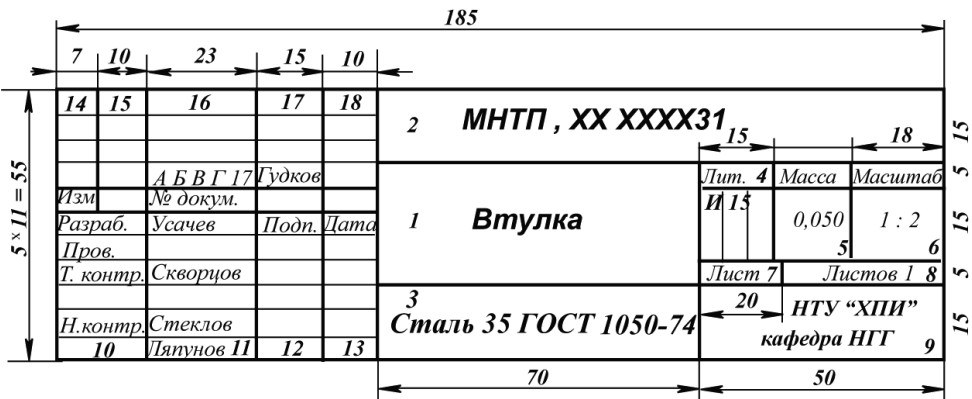 185
7 10 23 15 10
14 15 16 17 18
2 МНТП , ХХ ХХХХ31
15 18
15
А Б В Г 17 Гудков
Лит. 4 Масса Масштаб
5
Изм № докум.
И 15
Разраб. Усачев Подп. Дата
1 Втулка
0,050 1 : 2
15
5 x 11 = 55
Пров.
5 6
Т. контр. Скворцов
Лист 7 Листов 1 8
5
3
Сталь 35 ГОСТ 1050-74
20 НТУ “ХПИ”
15
Н.контр. Стеклов
кафедра НГГ 9
10 Ляпунов 11 12 13
70 50